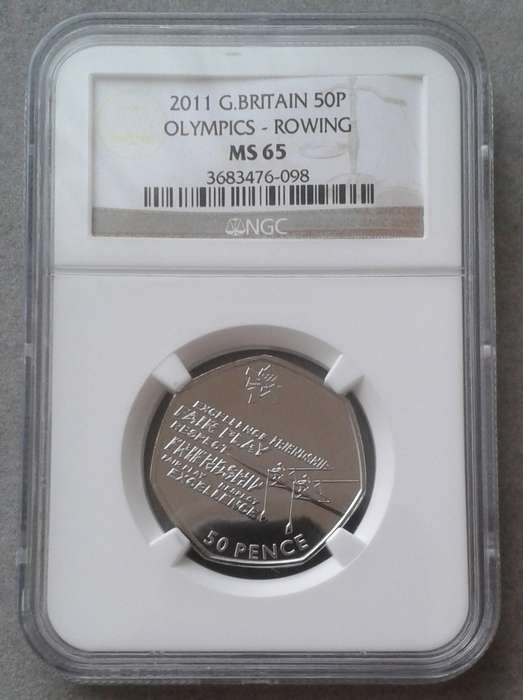 2011 G.BRITAIN 50P
OLYMPICS - ROWING
MS 65
3683476-098
NGC
EXCELLENCE FRIENDSHIP
FAIR PLAY
RESPECT
FRIENDSHIP
RESPECT
EXCELLENCE
50 PENCE